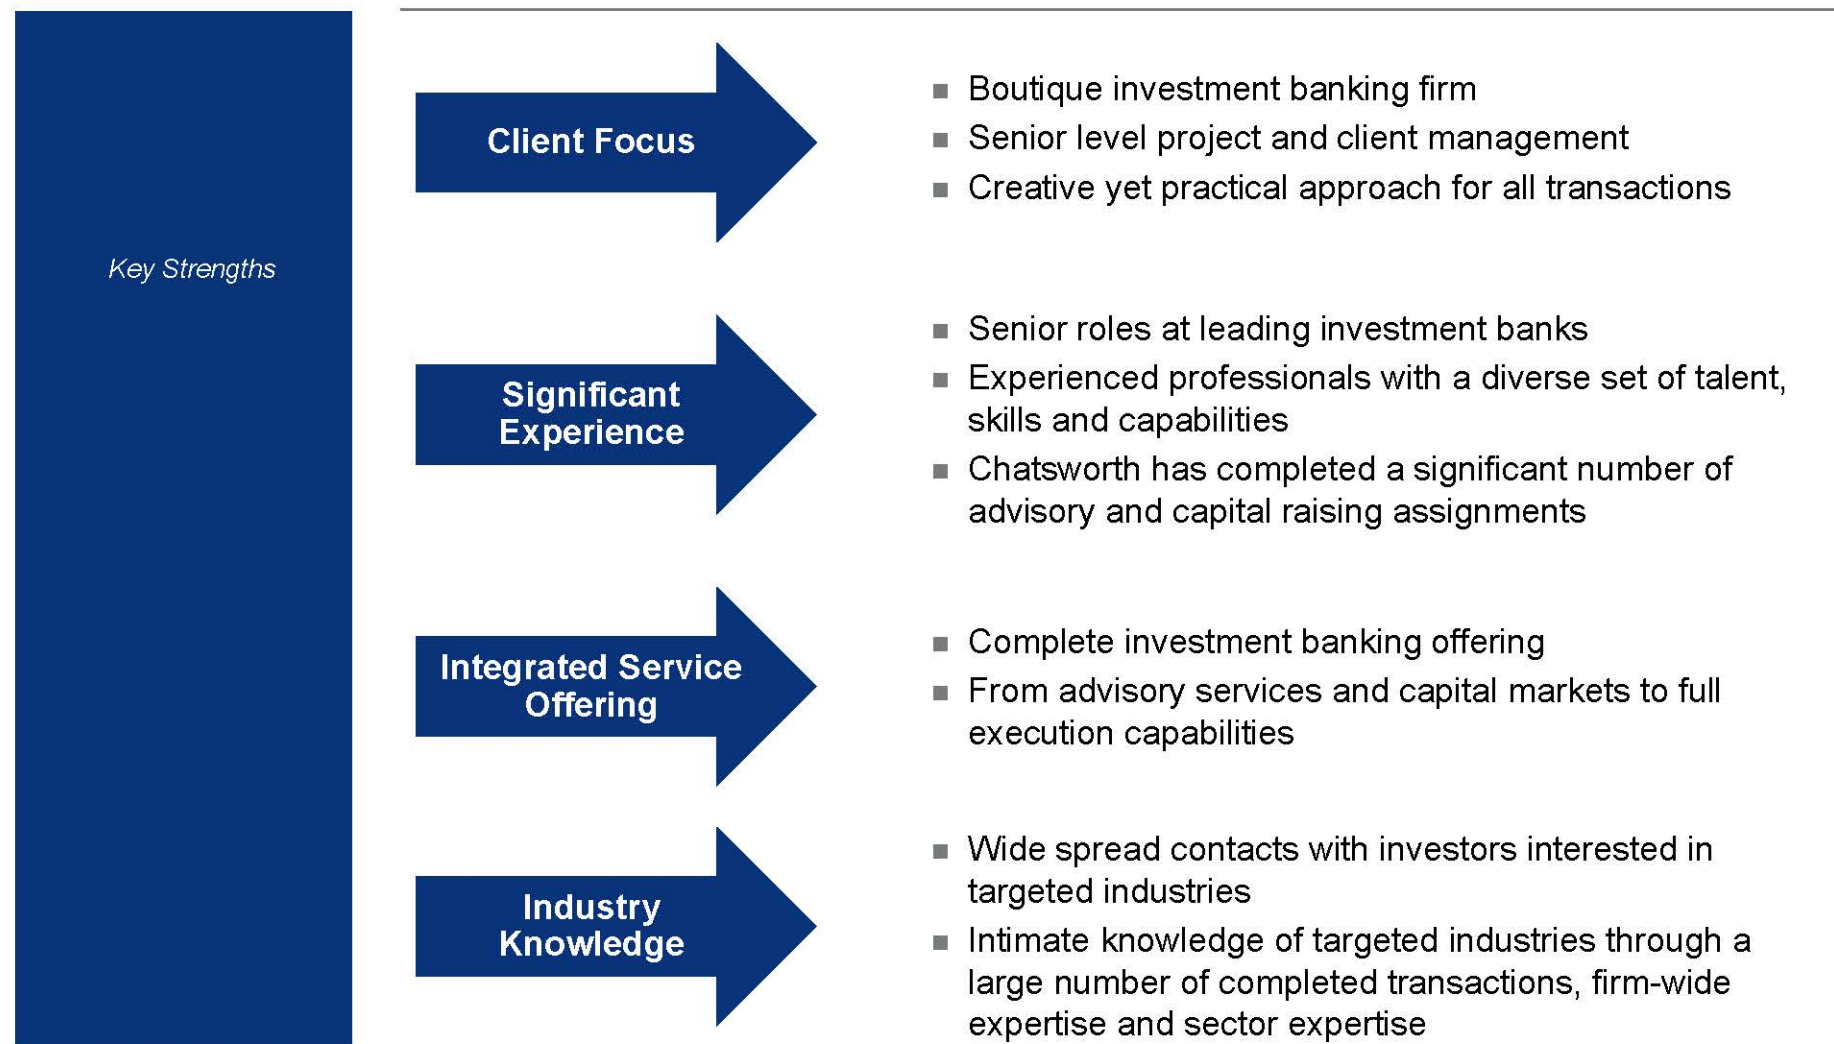 Key Strengths
Client Focus
■ Boutique investment banking firm
■ Senior level project and client management
■ Creative yet practical approach for all transactions
Significant
Experience
■ Senior roles at leading investment banks
■ Experienced professionals with a diverse set of talent,
skills and capabilities
■ Chatsworth has completed a significant number of
advisory and capital raising assignments
Integrated Service
Offering
■ Complete investment banking offering
■ From advisory services and capital markets to full
execution capabilities
Industry
Knowledge
■ Wide spread contacts with investors interested in
targeted industries
■ Intimate knowledge of targeted industries through a
large number of completed transactions, firm-wide
expertise and sector expertise